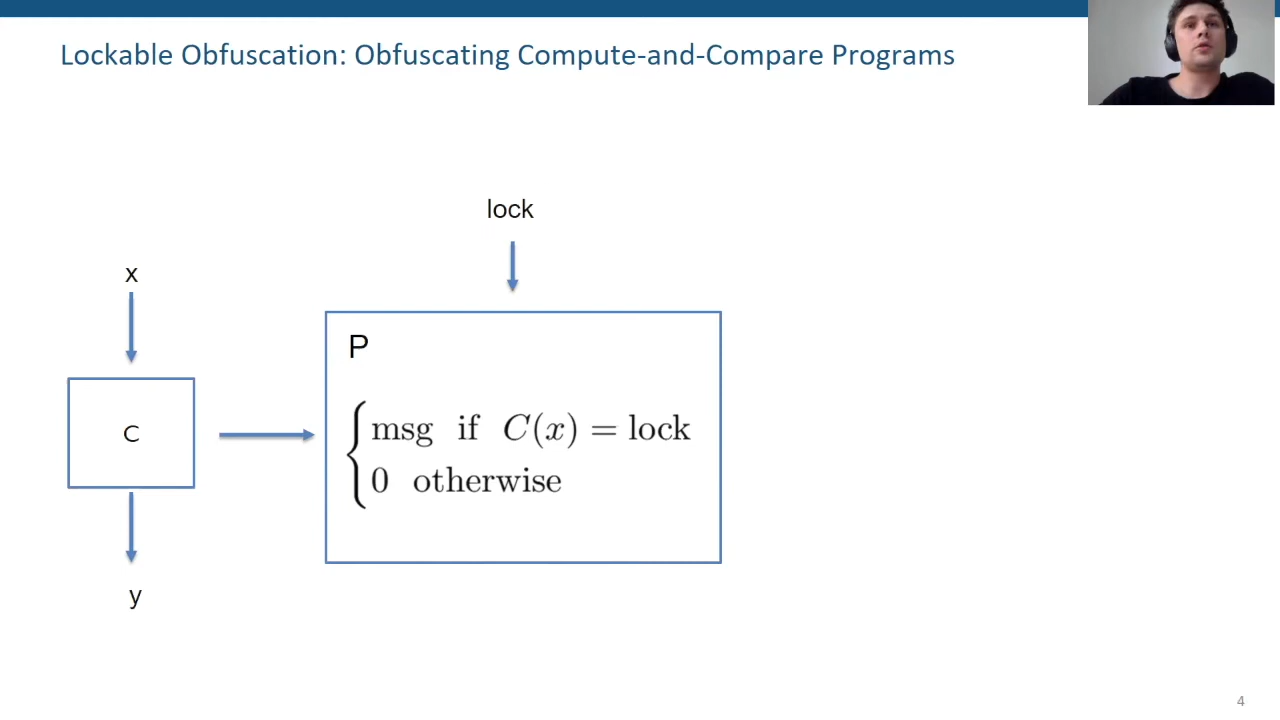 Lockable Obfuscation: Obfuscating Compute-and-Compare Programs
lock
x
P
C
msg if C(x) = lock
0 otherwise
y
4